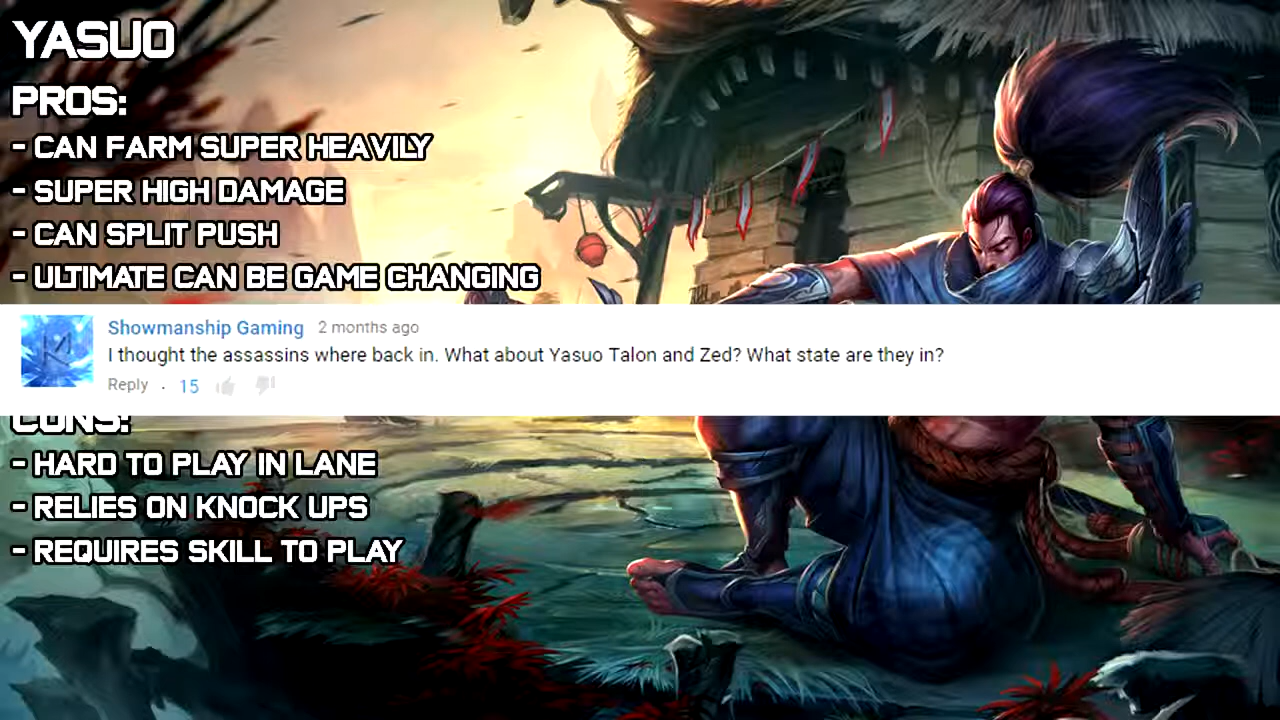 YASUO
PROS:
- CAN FARM SUPER HEAVILY
- SUPER HIGH DAMAGE
- CAN SPLIT PUSH
- ULTIMATE CAN BE GAME CHANGING
Showmanship Gaming 2 months ago
I thought the assassins where back in. What about Yasuo Talon and Zed? What state are they in?
Reply · 15
CONS:
- HARD TO PLAY IN LANE
- RELIES ON KNOCK UPS
- REQUIRES SKILL TO PLAY